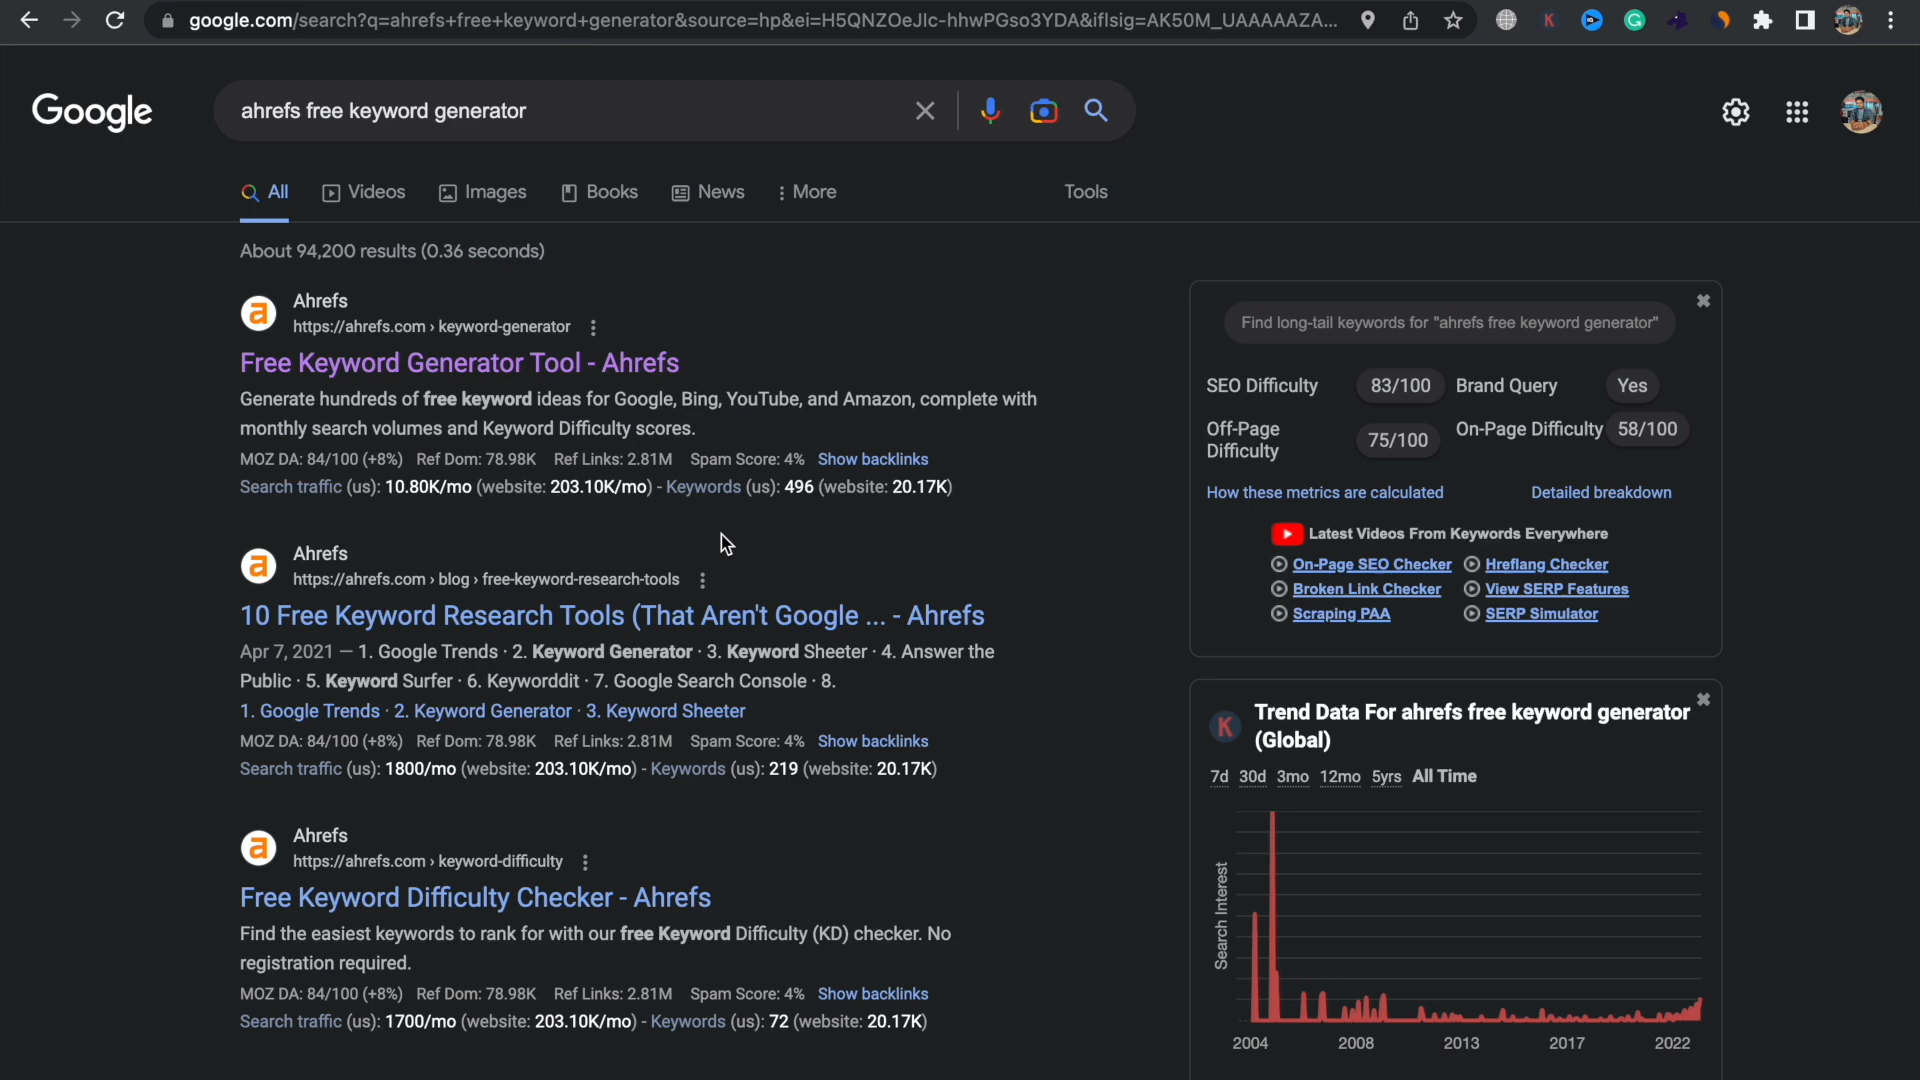 google.com/search?q=ahrefs+free+keyword+generator&source=hp&ei=H5QNZOeJIc-hhwPGso3YDA&iflsig=AK50M_UAAAAAZA...
Google
ahrefs free keyword generator
All
Videos
Images
Books
News
More
Tools
About 94,200 results (0.36 seconds)
Ahrefs
https://ahrefs.com › keyword-generator
Free Keyword Generator Tool - Ahrefs
Generate hundreds of free keyword ideas for Google, Bing, YouTube, and Amazon, complete with
monthly search volumes and Keyword Difficulty scores.
MOZ DA: 84/100 (+8%) Ref Dom: 78.98K Ref Links: 2.81M Spam Score: 4% Show backlinks
Search traffic (us): 10.80K/mo (website: 203.10K/mo) - Keywords (us): 496 (website: 20.17K)
Ahrefs
https://ahrefs.com › blog › free-keyword-research-tools
10 Free Keyword Research Tools (That Aren't Google ... - Ahrefs
Apr 7, 2021 — 1. Google Trends · 2. Keyword Generator · 3. Keyword Sheeter · 4. Answer the
Public · 5. Keyword Surfer · 6. Keyworddit · 7. Google Search Console · 8.
1. Google Trends · 2. Keyword Generator · 3. Keyword Sheeter
MOZ DA: 84/100 (+8%) Ref Dom: 78.98K Ref Links: 2.81M Spam Score: 4% Show backlinks
Search traffic (us): 1800/mo (website: 203.10K/mo) - Keywords (us): 219 (website: 20.17K)
Ahrefs
https://ahrefs.com › keyword-difficulty
Free Keyword Difficulty Checker - Ahrefs
Find the easiest keywords to rank for with our free Keyword Difficulty (KD) checker. No
registration required.
MOZ DA: 84/100 (+8%) Ref Dom: 78.98K Ref Links: 2.81M Spam Score: 4% Show backlinks
Search traffic (us): 1700/mo (website: 203.10K/mo) - Keywords (us): 72 (website: 20.17K)
Find long-tail keywords for "ahrefs free keyword generator"
SEO Difficulty 83/100 Brand Query Yes
Off-Page
Difficulty 75/100 On-Page Difficulty 58/100
How these metrics are calculated Detailed breakdown
Latest Videos From Keywords Everywhere
On-Page SEO Checker Hreflang Checker
Broken Link Checker View SERP Features
Scraping PAA SERP Simulator
K
Trend Data For ahrefs free keyword generator
(Global)
7d 30d 3mo 12mo 5yrs All Time
Search Interest
2004 2008 2013 2017 2022